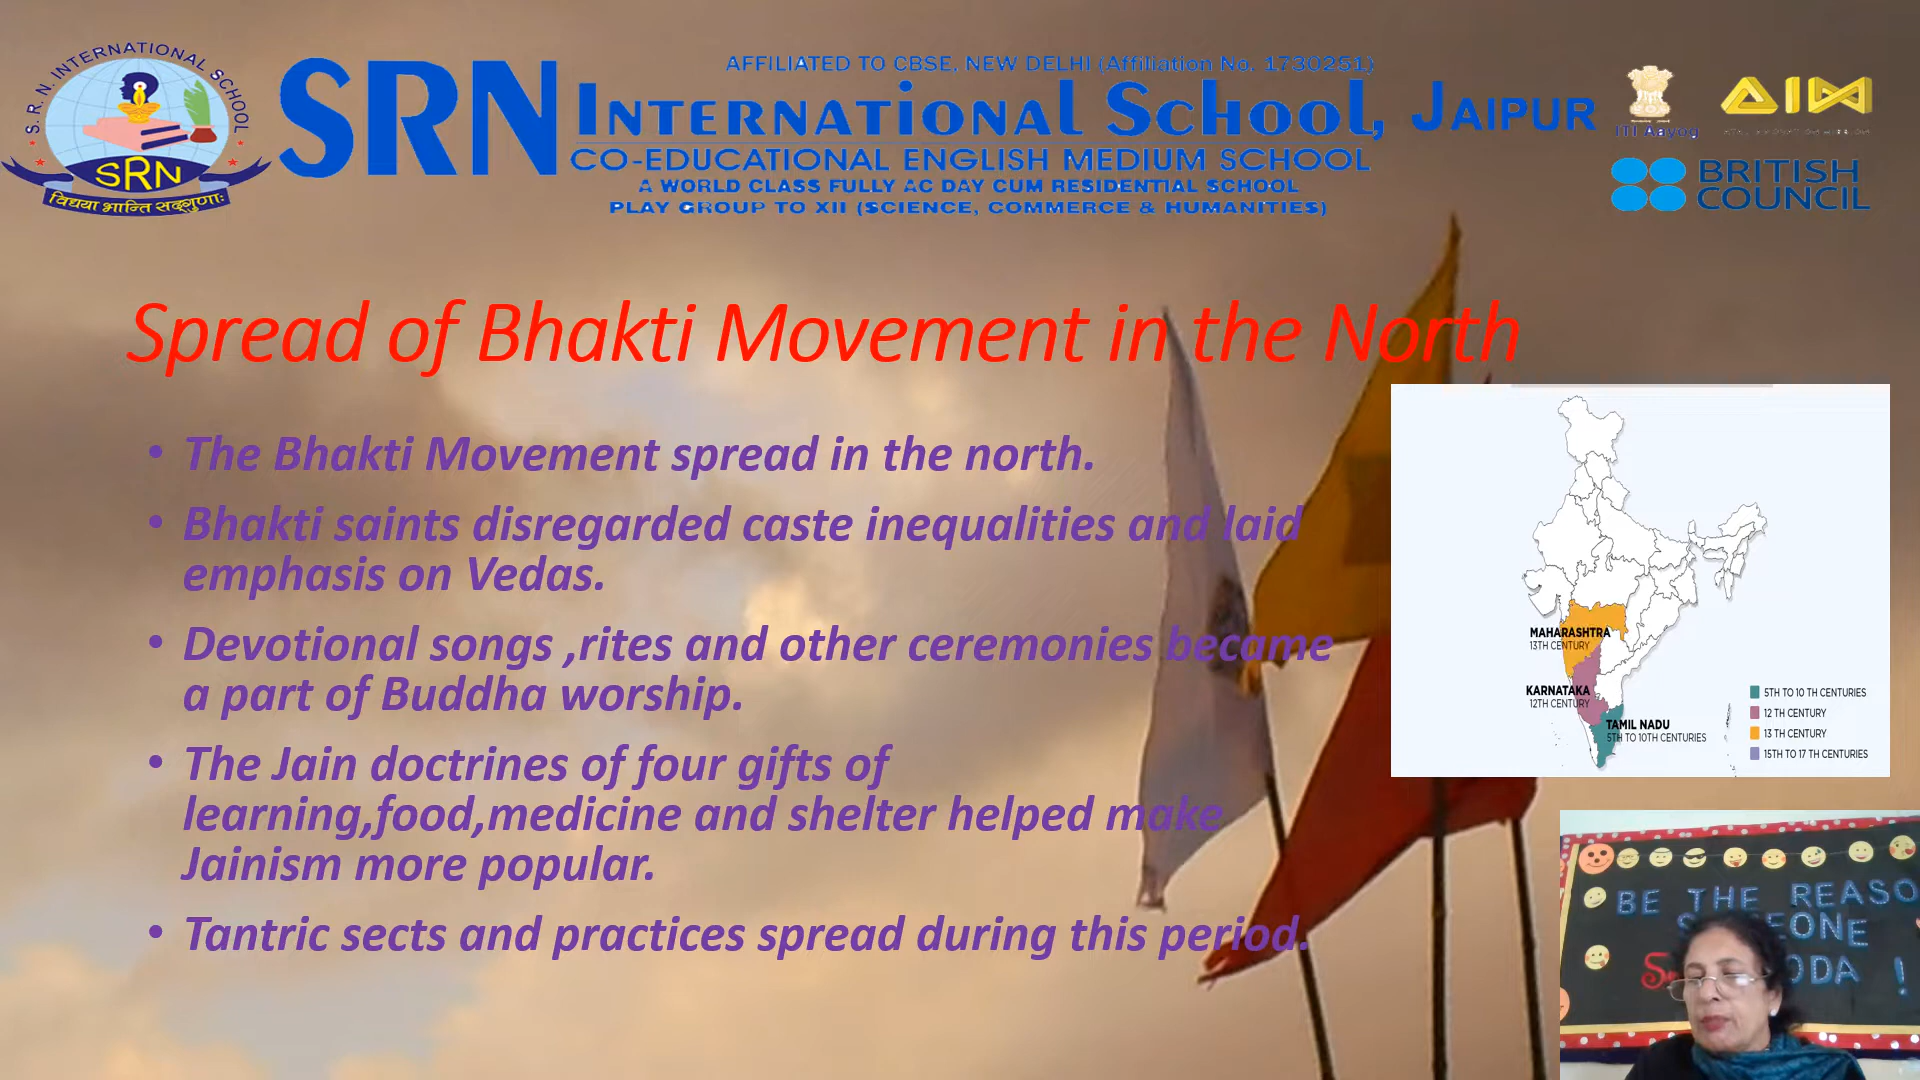 S. R. N. INTERNATIONAL SCHOOL
SRN
विद्यया भान्ति सद्गुणाः
SRN INTERNATIONAL SCHOOL, JAIPUR
AFFILIATED TO CBSE, NEW DELHI (Affiliation No. 1730251)
CO-EDUCATIONAL ENGLISH MEDIUM SCHOOL
A WORLD CLASS FULLY AC DAY CUM RESIDENTIAL SCHOOL
PLAY GROUP TO XII (SCIENCE, COMMERCE & HUMANITIES)
ITI Aayog
AIM
BRITISH
COUNCIL
Spread of Bhakti Movement in the North
• The Bhakti Movement spread in the north.
• Bhakti saints disregarded caste inequalities and laid
emphasis on Vedas.
• Devotional songs ,rites and other ceremonies became
a part of Buddha worship.
• The Jain doctrines of four gifts of
learning,food,medicine and shelter helped make
Jainism more popular.
• Tantric sects and practices spread during this period.
MAHARASHTRA
13TH CENTURY
KARNATAKA
12TH CENTURY
TAMIL NADU
5TH TO 10TH CENTURIES
5TH TO 10 TH CENTURIES
12 TH CENTURY
13 TH CENTURY
15TH TO 17 TH CENTURIES
BE THE REASO
S EONE
S ODA !